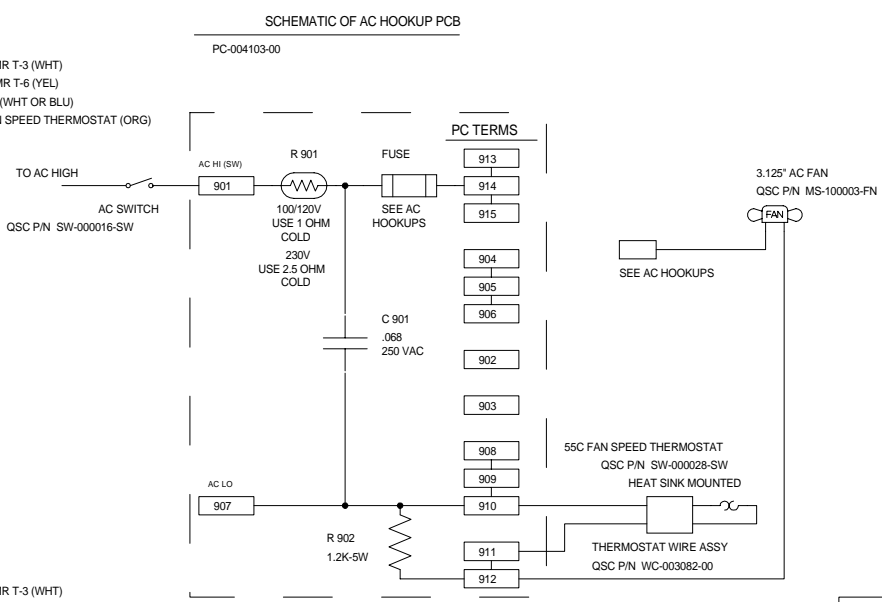 SCHEMATIC OF AC HOOKUP PCB
PC-004103-00
MR T-3 (WHT)
MR T-6 (YEL)
(WHT OR BLU)
SPEED THERMOSTAT (ORG)
PC TERMS
TO AC HIGH
AC SWITCH
QSC P/N SW-000016-SW
AC HI (SW)
901
R 901
100/120V
USE 1 OHM
COLD
230V
USE 2.5 OHM
COLD
FUSE
SEE AC
HOOKUPS
913
914
915
904
905
906
902
903
908
909
910
911
912
C 901
.068
250 VAC
AC LO
907
R 902
1.2K-5W
3.125" AC FAN
QSC P/N MS-100003-FN
FAN
SEE AC HOOKUPS
55C FAN SPEED THERMOSTAT
QSC P/N SW-000028-SW
HEAT SINK MOUNTED
THERMOSTAT WIRE ASSY
QSC P/N WC-003082-00
MR T-3 (WHT)